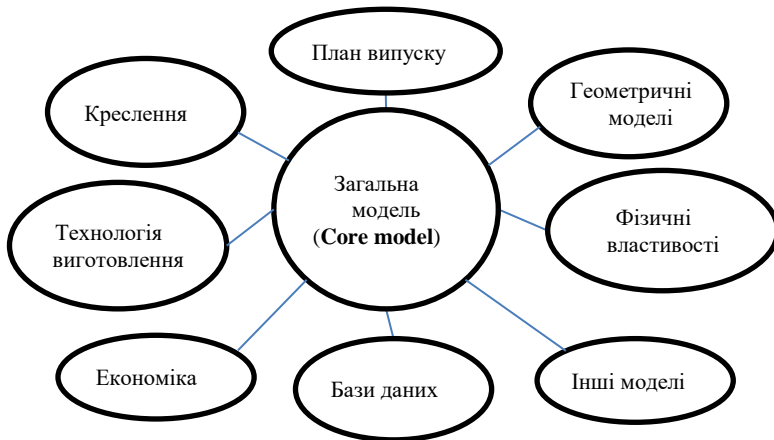 План випуску
Креслення
Геометричні
моделі
Загальна
модель
(Core model)
Технологія
виготовлення
Фізичні
властивості
Економіка
Бази даних
Інші моделі